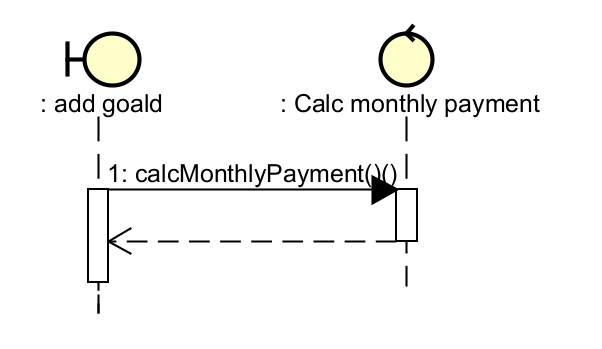 : add goald
: Calc monthly payment
1: calcMonthlyPayment()()